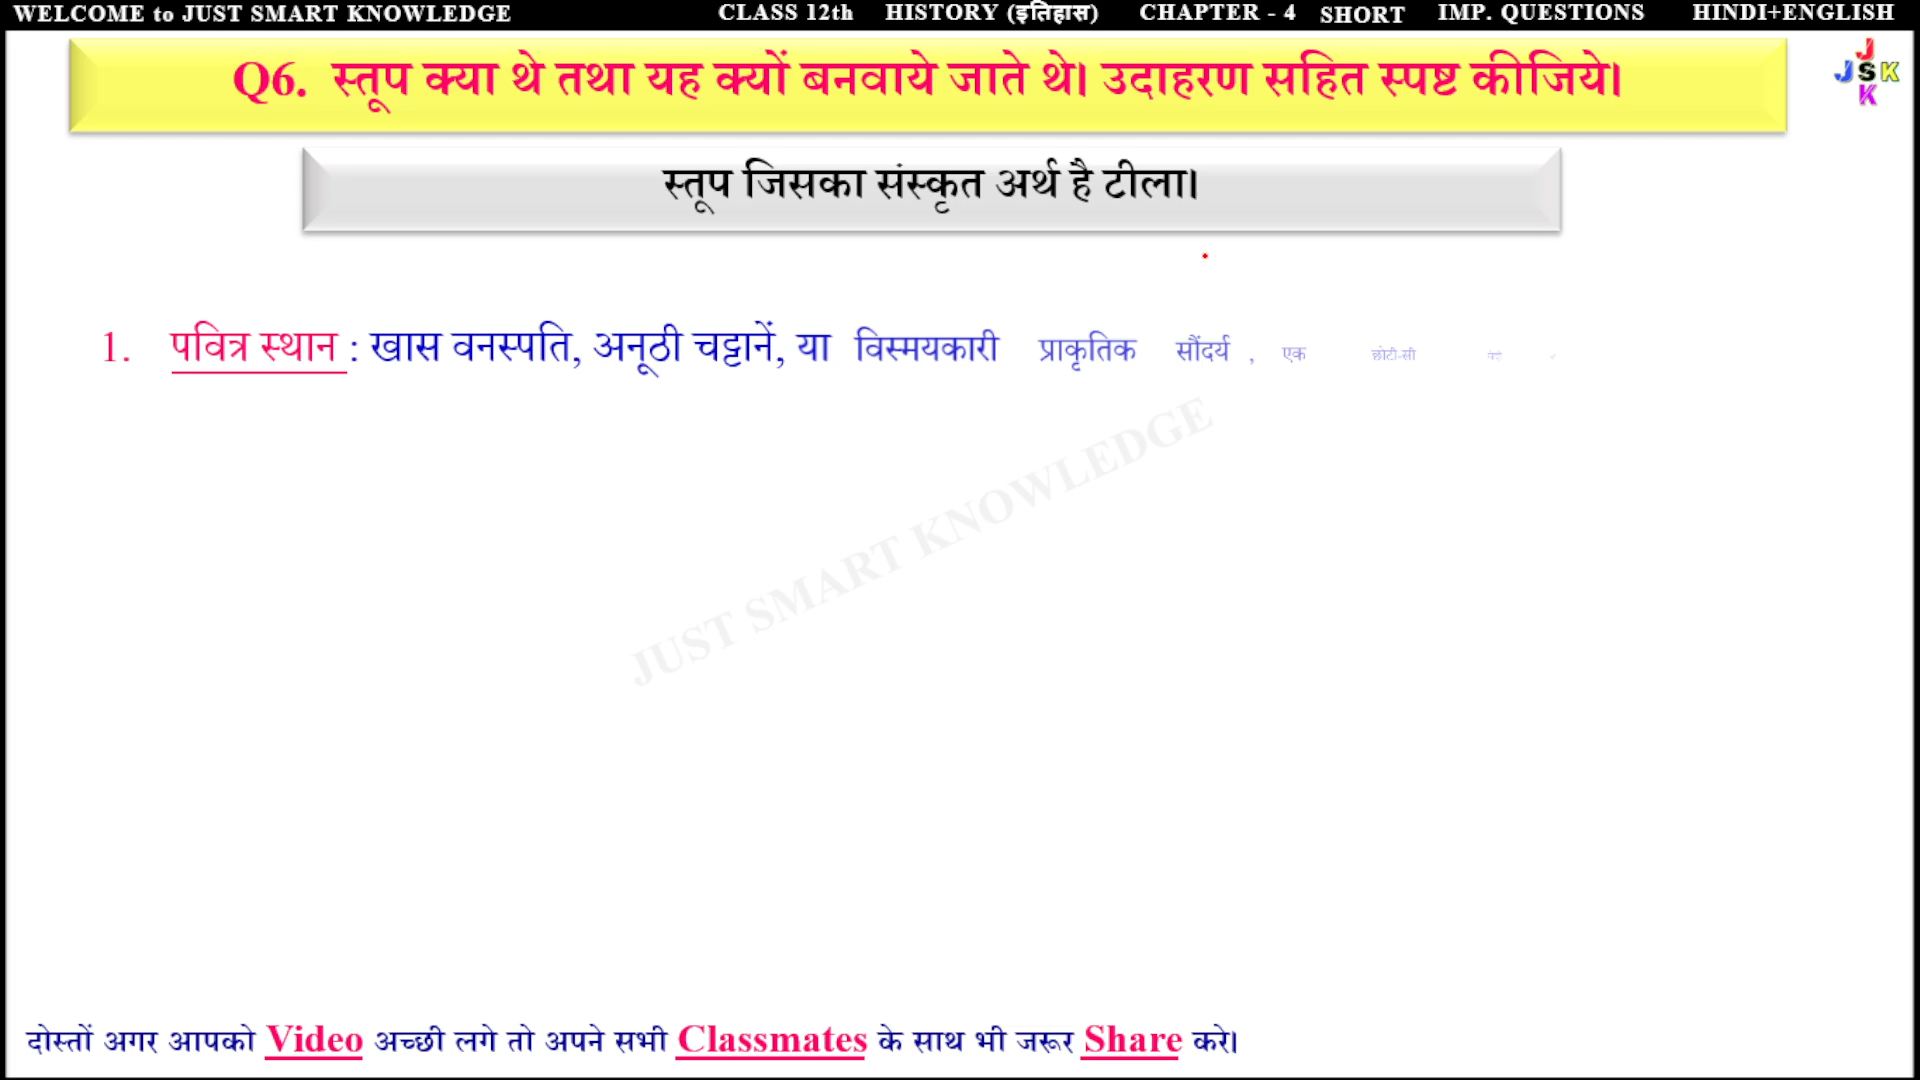 WELCOME to JUST SMART KNOWLEDGE CLASS 12th HISTORY (इतिहास) CHAPTER - 4 SHORT IMP. QUESTIONS HINDI+ENGLISH
Q6. स्तूप क्या थे तथा यह क्यों बनवाये जाते थे। उदाहरण सहित स्पष्ट कीजिये।
J
J S K
K
स्तूप जिसका संस्कृत अर्थ है टीला।
1. पवित्र स्थान : खास वनस्पति, अनूठी चट्टानें, या विस्मयकारी प्राकृतिक सौंदर्य , एक छोटी-सी
JUST SMART KNOWLEDGE
दोस्तों अगर आपको Video अच्छी लगे तो अपने सभी Classmates के साथ भी जरूर Share करे।